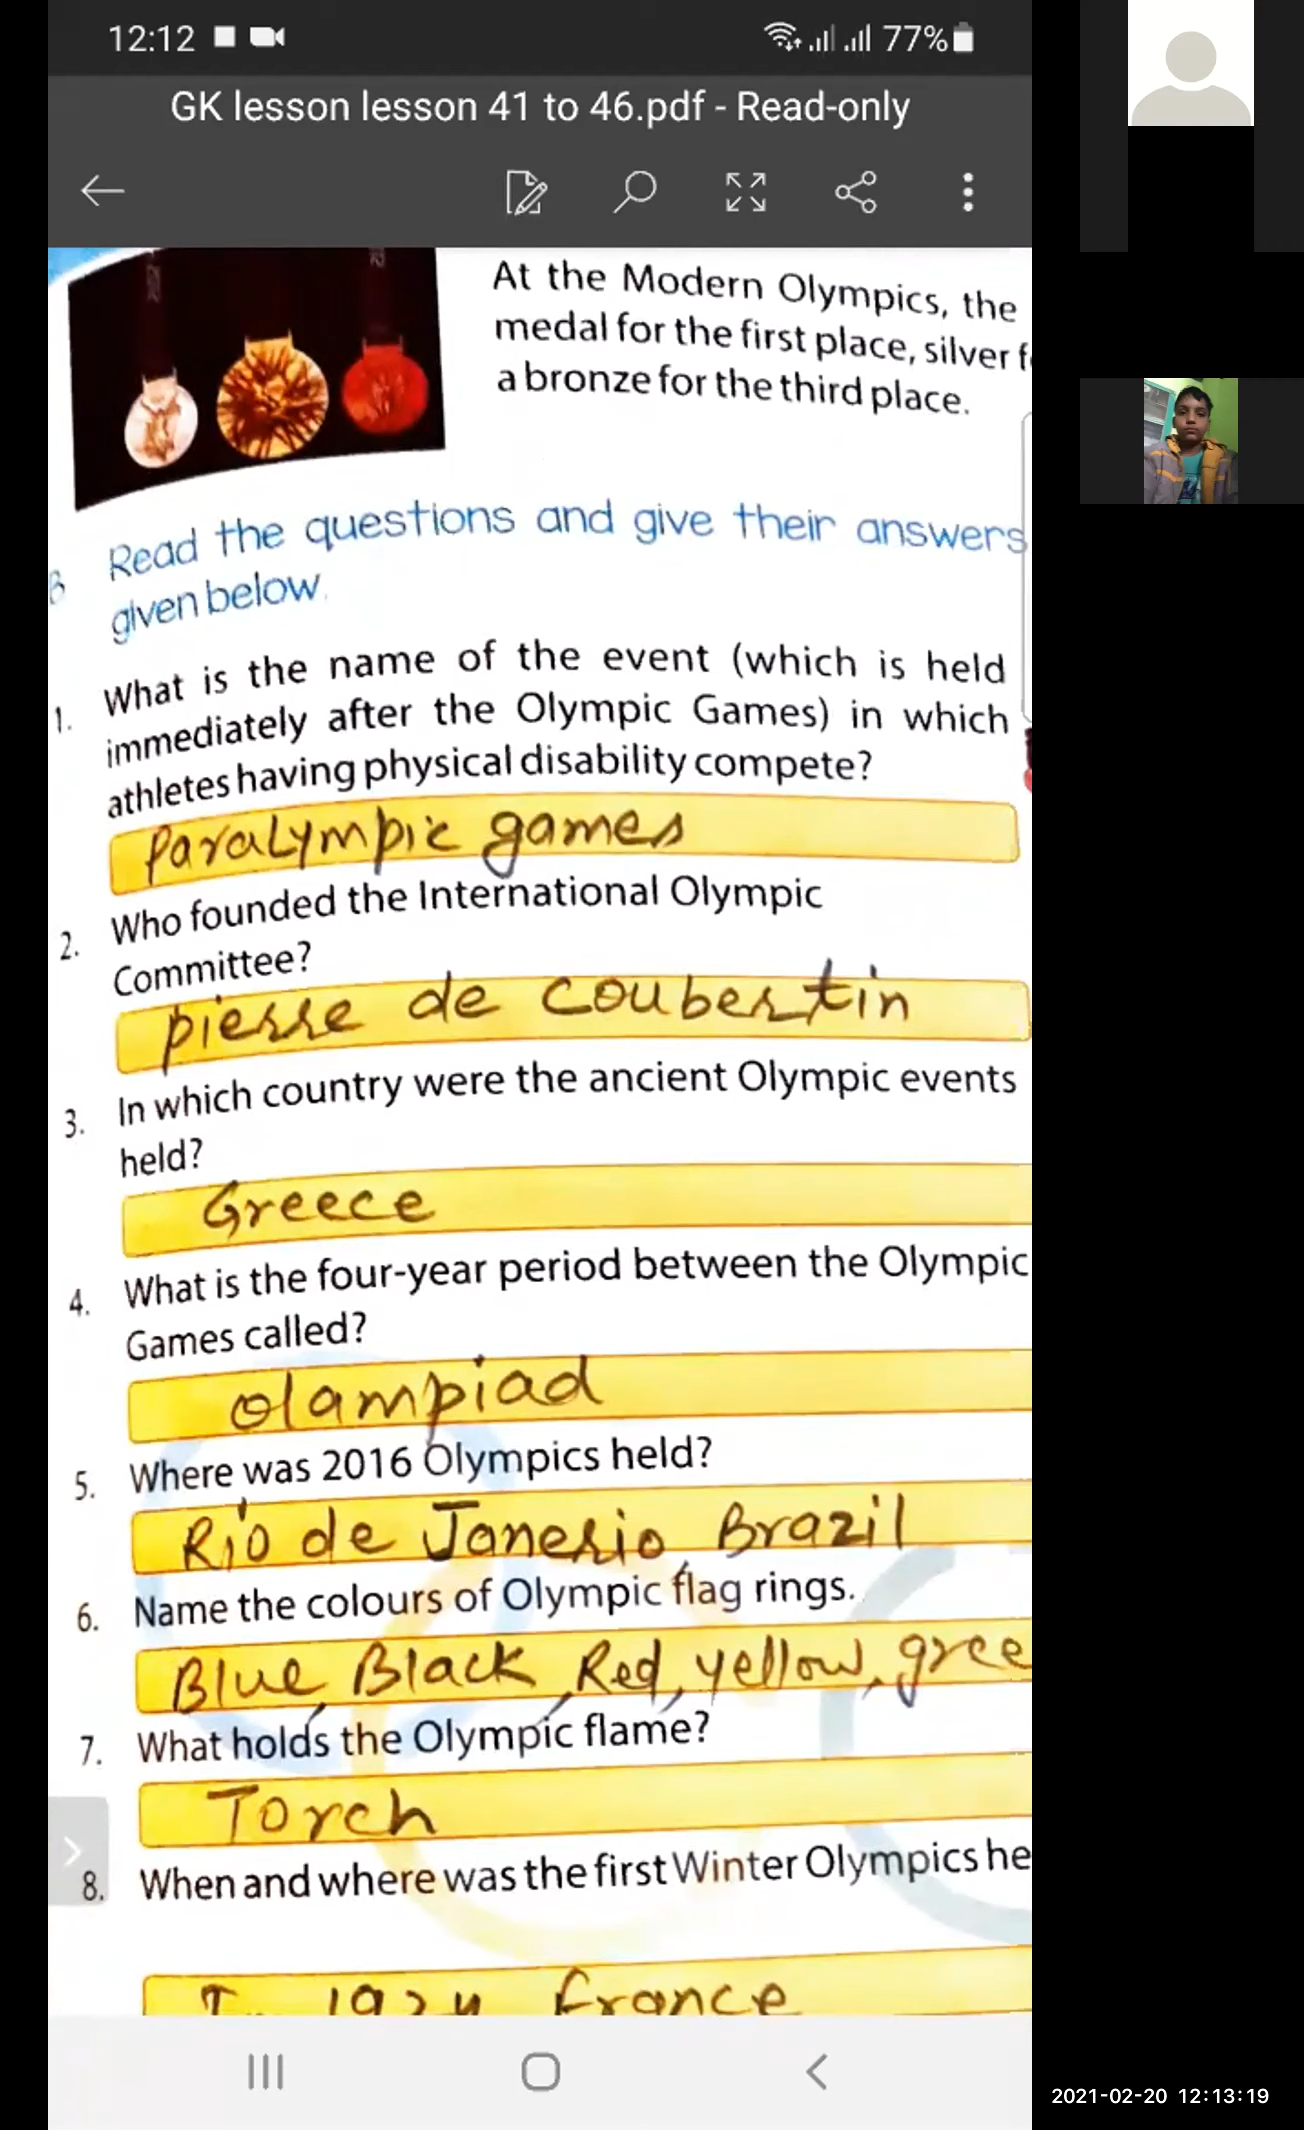 12:12
77%
GK lesson lesson 41 to 46.pdf - Read-only
At the Modern Olympics, the
medal for the first place, silver f
a bronze for the third place.
B Read the questions and give their answers
given below.
1. What is the name of the event (which is held
immediately after the Olympic Games) in which
athletes having physical disability compete?
Paralympic games
2. Who founded the International Olympic
Committee?
pierre de coubertin
3. In which country were the ancient Olympic events
held?
Greece
4. What is the four-year period between the Olympic
Games called?
olampiad
5. Where was 2016 Olympics held?
Rio de Janerio, Brazil
6. Name the colours of Olympic flag rings.
Blue, Black, Red, yellow, gree
7. What holds the Olympic flame?
Torch
8. When and where was the first Winter Olympics he
1924 france
2021-02-20 12:13:19